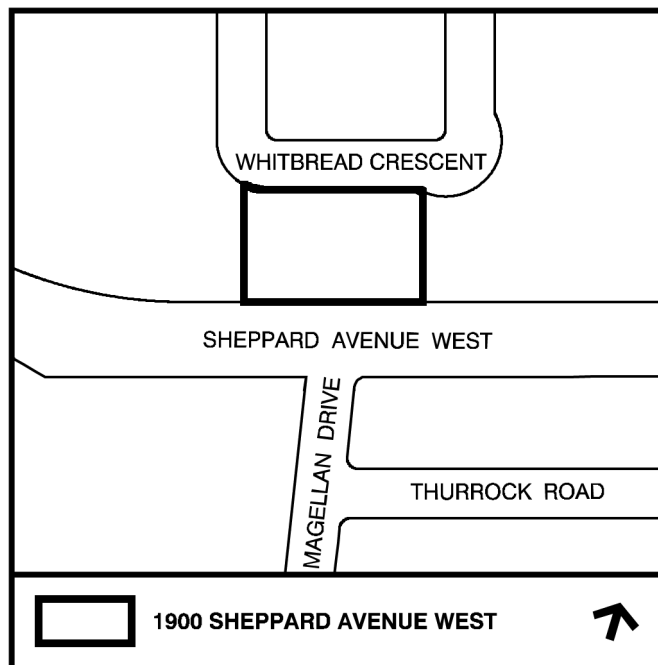 WHITBREAD CRESCENT
SHEPPARD AVENUE WEST
MAGELLAN DRIVE
THURROCK ROAD
1900 SHEPPARD AVENUE WEST